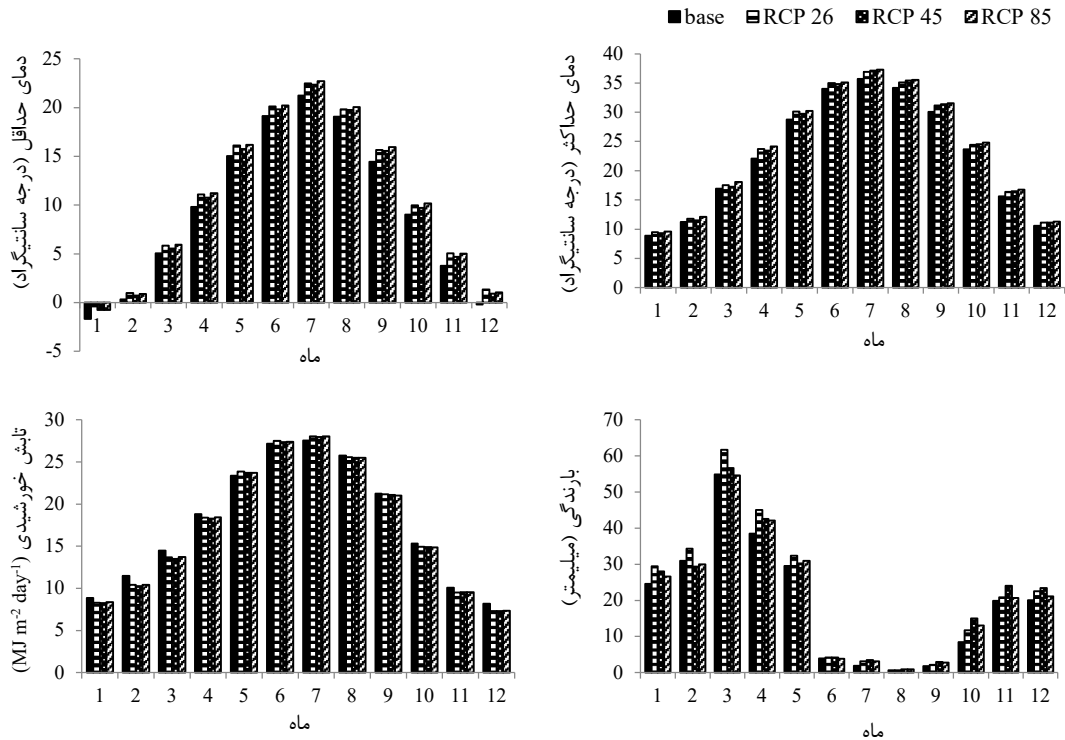 base RCP 26 RCP 45 RCP 85
دمای حداقل (درجه سانتیگراد)
25
20
15
10
5
0
-5
1 2 3 4 5 6 7 8 9 10 11 12
ماه
دمای حداکثر (درجه سانتیگراد)
40
35
30
25
20
15
10
5
0
1 2 3 4 5 6 7 8 9 10 11 12
ماه
تابش خورشیدی (MJ m⁻² day⁻¹)
30
25
20
15
10
5
0
1 2 3 4 5 6 7 8 9 10 11 12
ماه
بارندگی (میلیمتر)
70
60
50
40
30
20
10
0
1 2 3 4 5 6 7 8 9 10 11 12
ماه